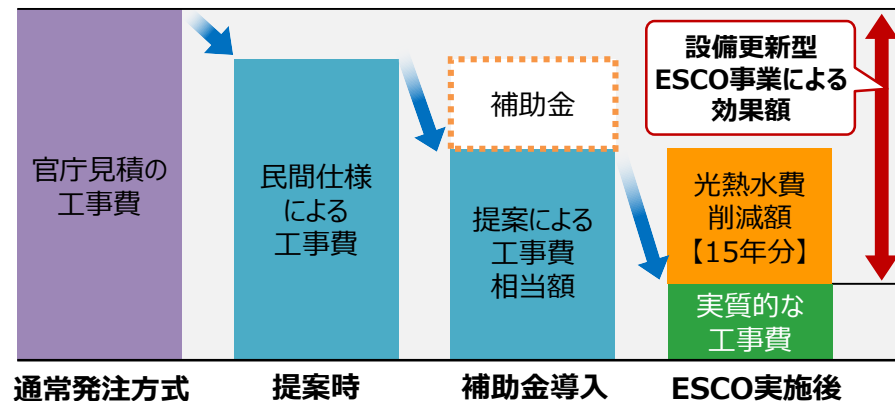 官庁見積の
工事費
民間仕様
による
工事費
補助金
提案による
工事費
相当額
設備更新型
ESCO事業による
効果額
光熱水費
削減額
【15年分】
実質的な
工事費
通常発注方式
提案時
補助金導入
ESCO実施後